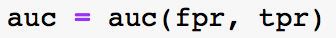 auc = auc(fpr, tpr)